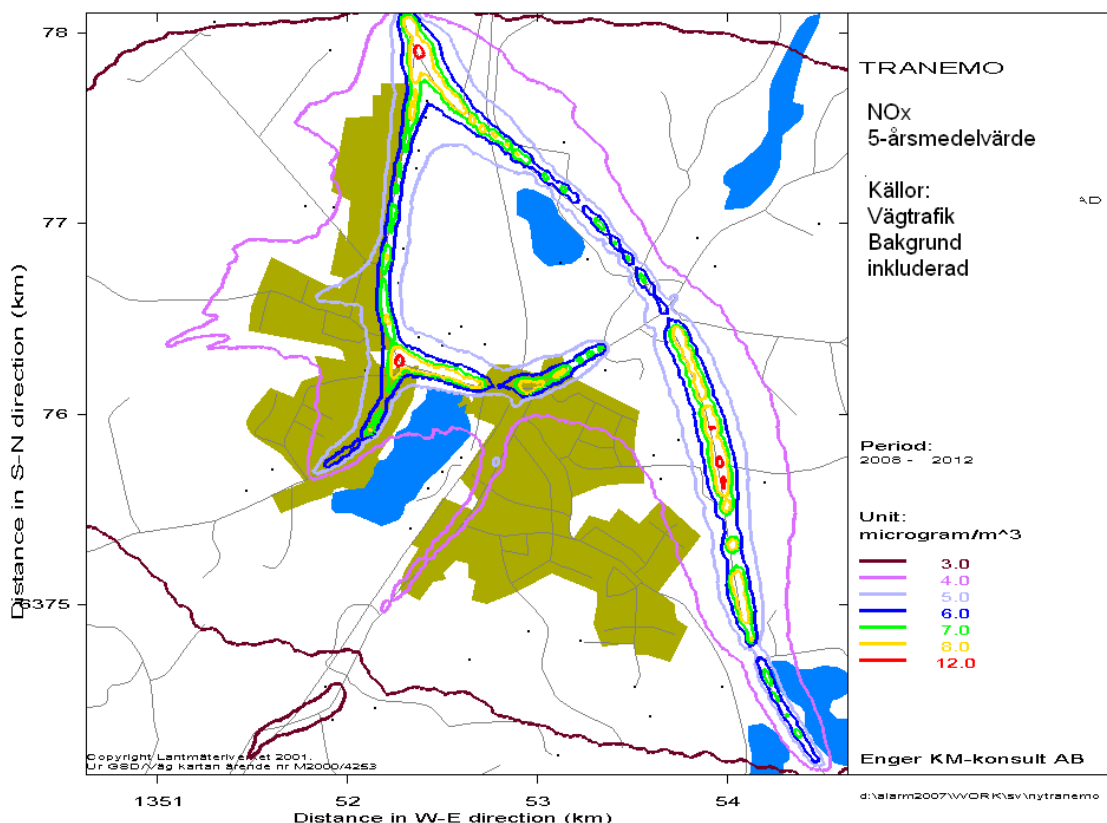 78
77
76
6375
Distance in S-N direction (km)
1351
52
53
54
Distance in W-E direction (km)
Copyright Lantmäteriverket 2001.
Ur GSD/Väg kartan ärende nr M2000/4253
TRANEMO
NOx
5-årsmedelvärde
Källor:
Vägtrafik
Bakgrund
inkluderad
AD
Period:
2008 - 2012
Unit:
microgram/m^3
3.0
4.0
5.0
6.0
7.0
8.0
12.0
Enger KM-konsult AB
d:\alarm2007\WORK\sv\nytranemo